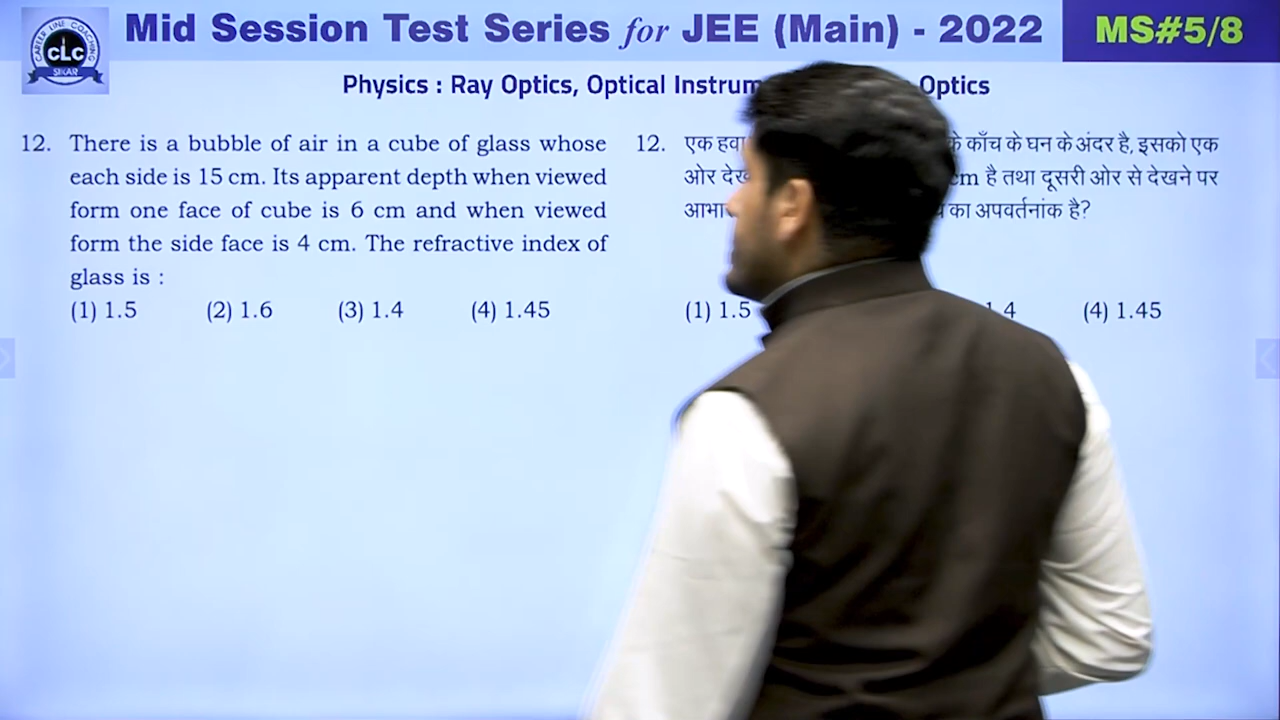 Mid Session Test Series for JEE (Main) - 2022
MS#5/8
CAREER LINE COACHING
CLC
SIKAR
Physics : Ray Optics, Optical Optics
12. There is a bubble of air in a cube of glass whose
each side is 15 cm. Its apparent depth when viewed
form one face of cube is 6 cm and when viewed
form the side face is 4 cm. The refractive index of
glass is :
(1) 1.5 (2) 1.6 (3) 1.4 (4) 1.45
12. एक के काँच के घन के अंदर है, इसको एक
ओर cm है तथा दूसरी ओर से देखने पर
का अपवर्तनांक है?
(1) 1.5 1.4 (4) 1.45